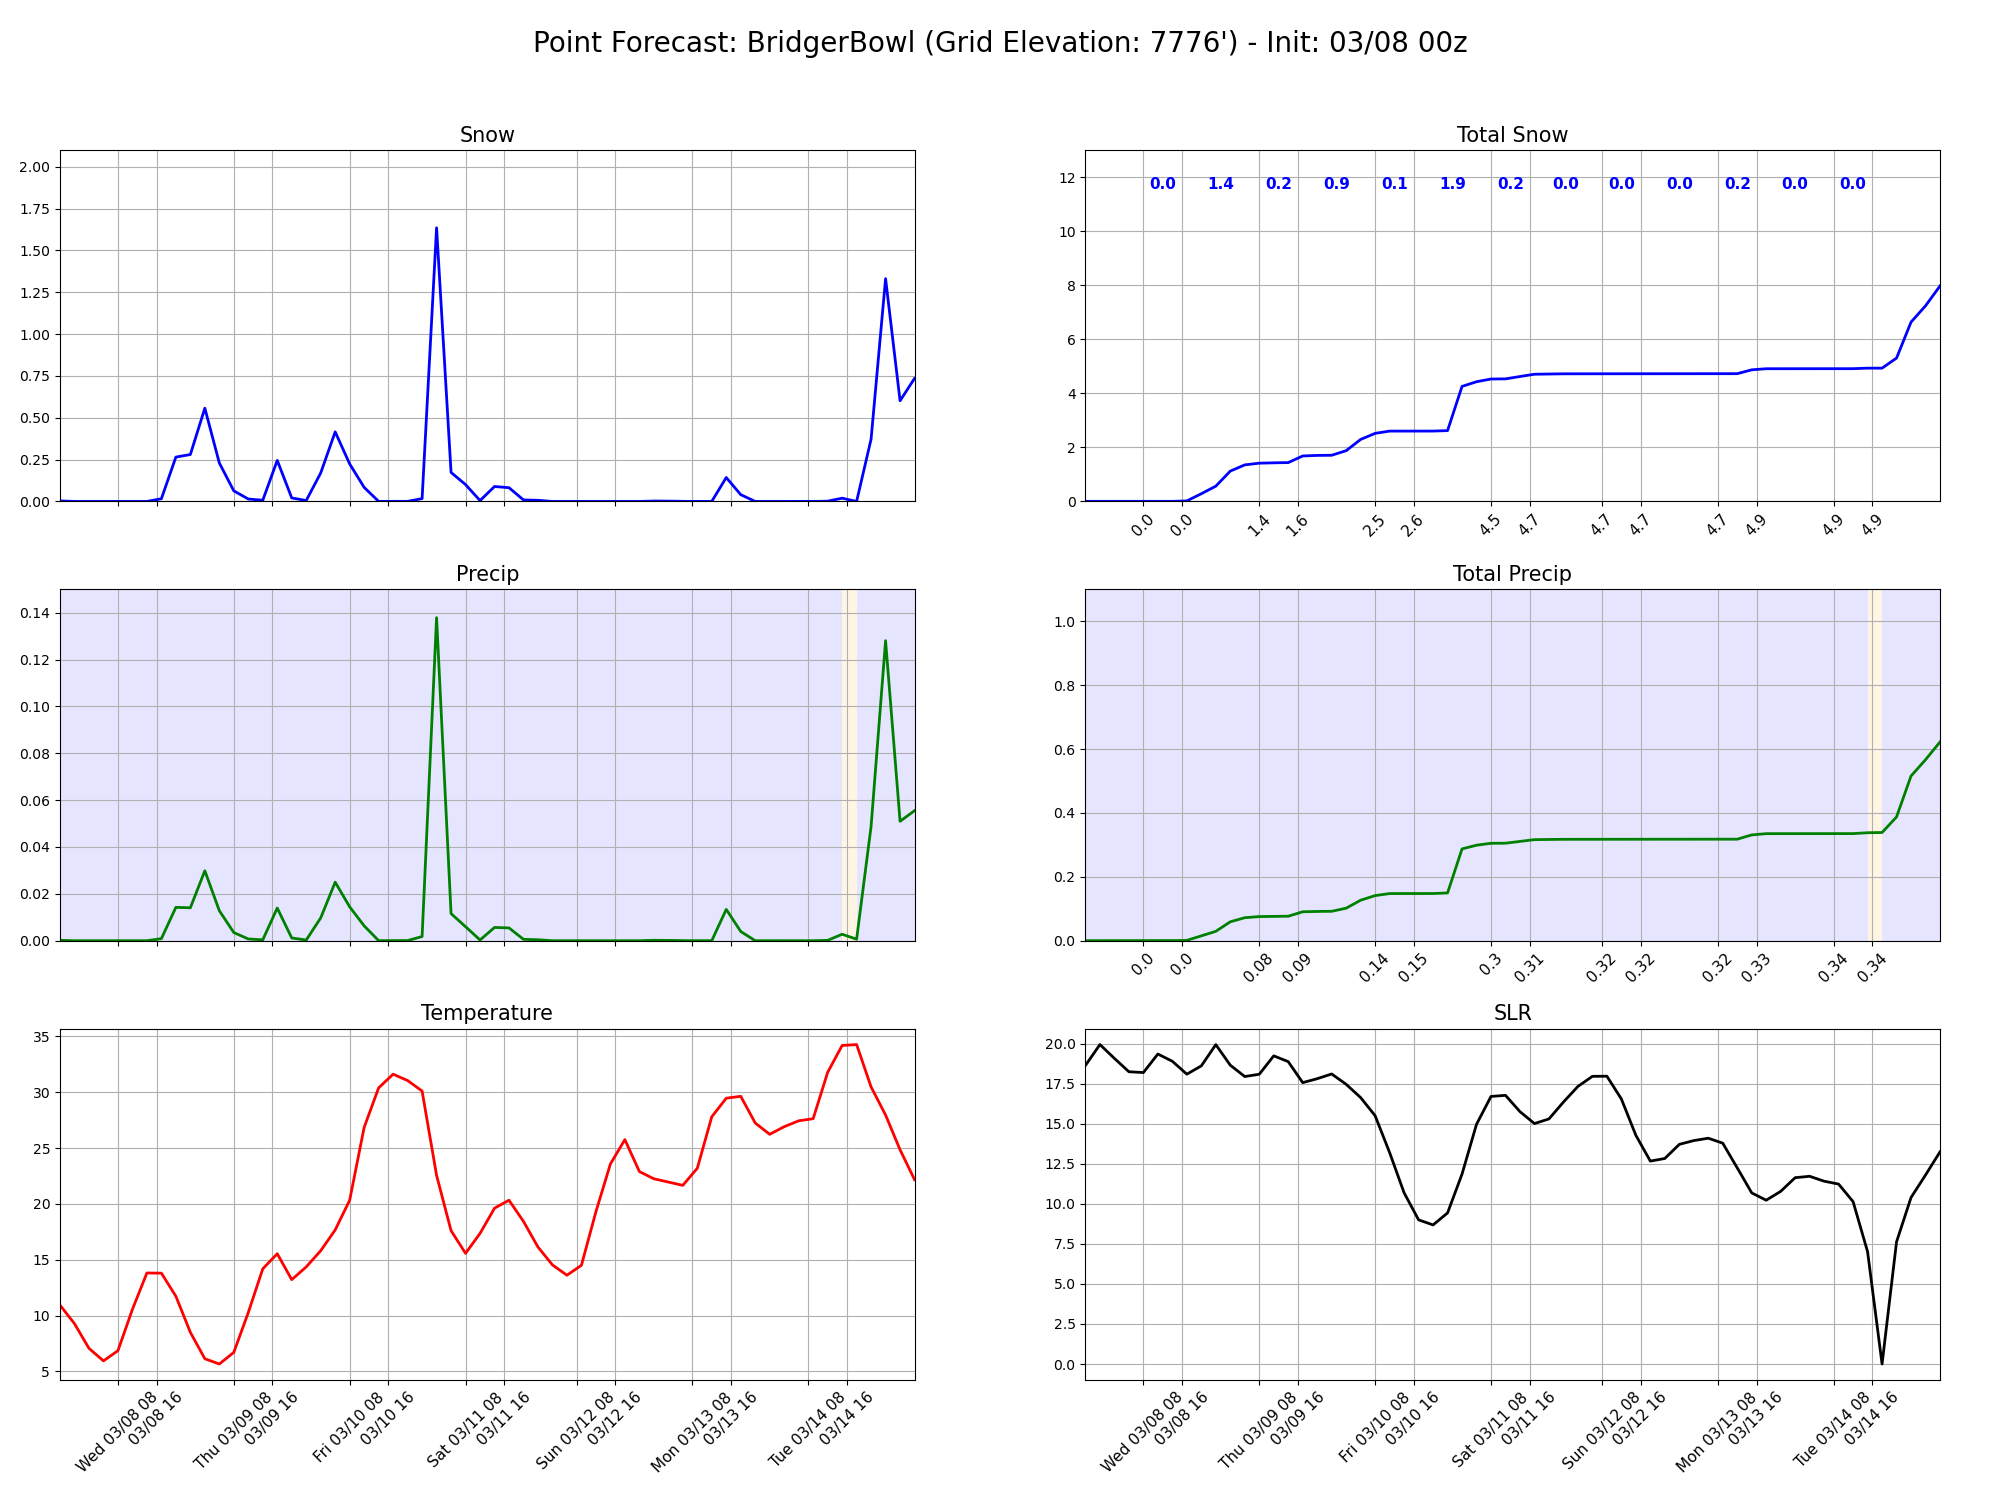 Point Forecast: BridgerBowl (Grid Elevation: 7776') - Init: 03/08 00z
Snow
2.00
1.75
1.50
1.25
1.00
0.75
0.50
0.25
0.00
Total Snow
0.0 1.4 0.2 0.9 0.1 1.9 0.2 0.0 0.0 0.0 0.2 0.0 0.0
12
10
8
6
4
2
0
0.0 0.0 1.4 1.6 2.5 2.6 4.5 4.7 4.7 4.7 4.7 4.9 4.9 4.9
Precip
0.14
0.12
0.10
0.08
0.06
0.04
0.02
0.00
Total Precip
1.0
0.8
0.6
0.4
0.2
0.0
0.0 0.0 0.08 0.09 0.14 0.15 0.3 0.31 0.32 0.32 0.32 0.33 0.34 0.34
Temperature
35
30
25
20
15
10
5
Wed 03/08 08
03/08 16
Thu 03/09 08
03/09 16
Fri 03/10 08
03/10 16
Sat 03/11 08
03/11 16
Sun 03/12 08
03/12 16
Mon 03/13 08
03/13 16
Tue 03/14 08
03/14 16
SLR
20.0
17.5
15.0
12.5
10.0
7.5
5.0
2.5
0.0
Wed 03/08 08
03/08 16
Thu 03/09 08
03/09 16
Fri 03/10 08
03/10 16
Sat 03/11 08
03/11 16
Sun 03/12 08
03/12 16
Mon 03/13 08
03/13 16
Tue 03/14 08
03/14 16